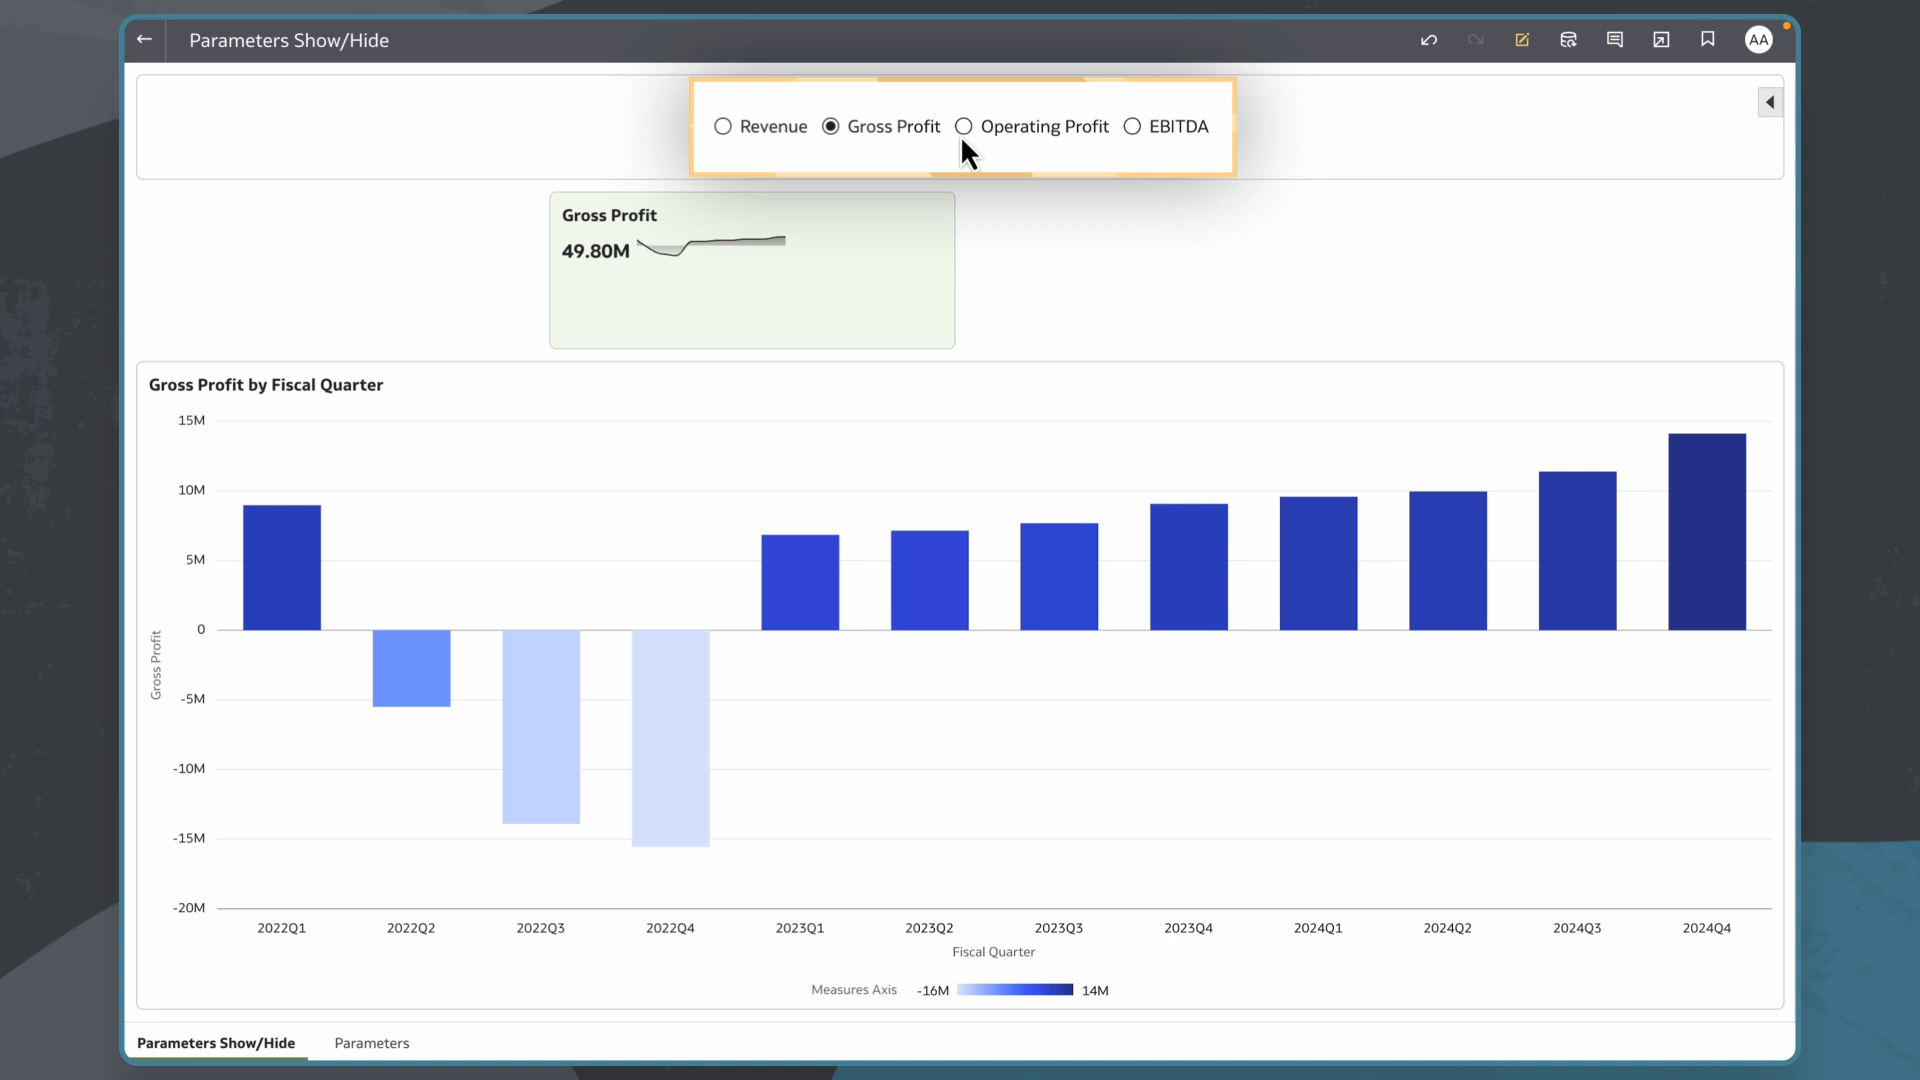 Parameters Show/Hide
AA
Revenue Gross Profit Operating Profit EBITDA
Gross Profit
49.80M
Gross Profit by Fiscal Quarter
15M
10M
5M
0
-5M
-10M
-15M
-20M
Gross Profit
2022Q1 2022Q2 2022Q3 2022Q4 2023Q1 2023Q2 2023Q3 2023Q4 2024Q1 2024Q2 2024Q3 2024Q4
Fiscal Quarter
Measures Axis -16M 14M
Parameters Show/Hide Parameters